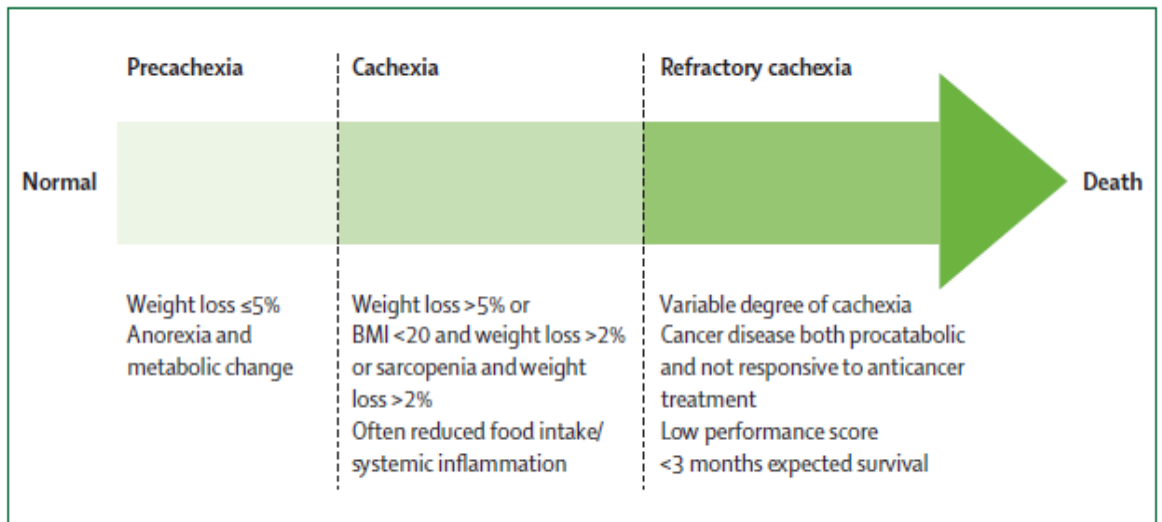 Precachexia
Cachexia
Refractory cachexia
Normal
Death
Weight loss ≤5%
Anorexia and
metabolic change
Weight loss >5% or
BMI <20 and weight loss >2%
or sarcopenia and weight
loss >2%
Often reduced food intake/
systemic inflammation
Variable degree of cachexia
Cancer disease both procatabolic
and not responsive to anticancer
treatment
Low performance score
<3 months expected survival